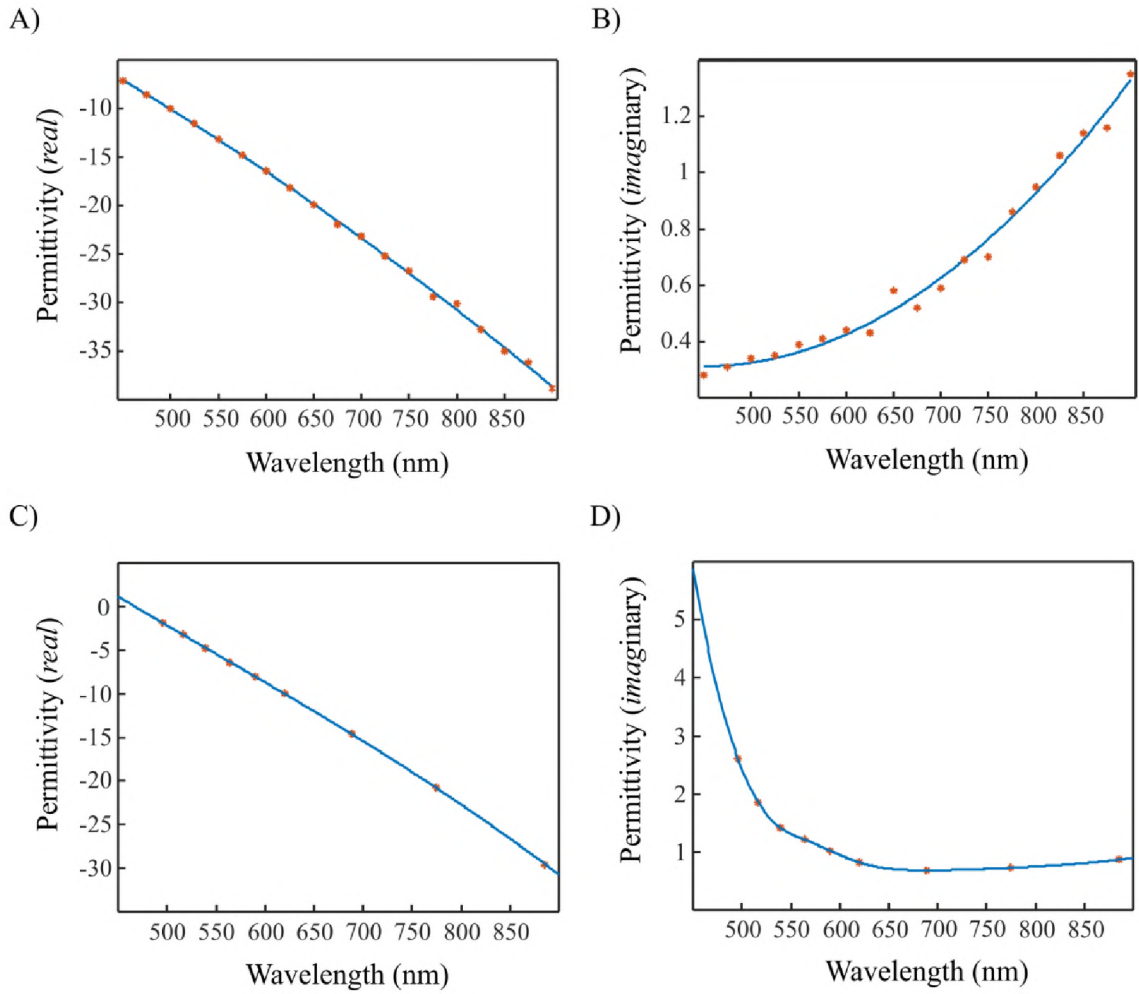 A)
Permittivity (real)
-10
-15
-20
-25
-30
-35
500 550 600 650 700 750 800 850
Wavelength (nm)
B)
Permittivity (imaginary)
1.2
1
0.8
0.6
0.4
500 550 600 650 700 750 800 850
Wavelength (nm)
C)
Permittivity (real)
0
-5
-10
-15
-20
-25
-30
500 550 600 650 700 750 800 850
Wavelength (nm)
D)
Permittivity (imaginary)
5
4
3
2
1
500 550 600 650 700 750 800 850
Wavelength (nm)